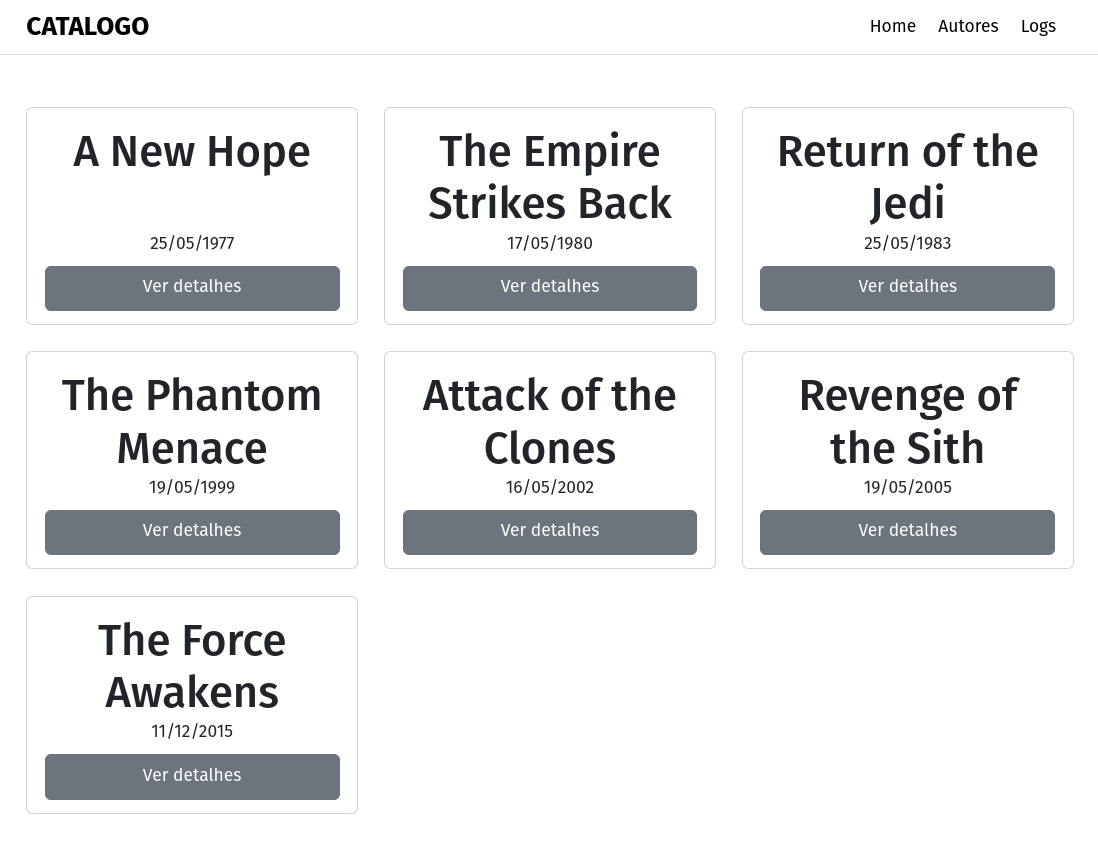 CATALOGO
Home Autores Logs
A New Hope
25/05/1977
Ver detalhes
The Empire
Strikes Back
17/05/1980
Ver detalhes
Return of the
Jedi
25/05/1983
Ver detalhes
The Phantom
Menace
19/05/1999
Ver detalhes
Attack of the
Clones
16/05/2002
Ver detalhes
Revenge of
the Sith
19/05/2005
Ver detalhes
The Force
Awakens
11/12/2015
Ver detalhes